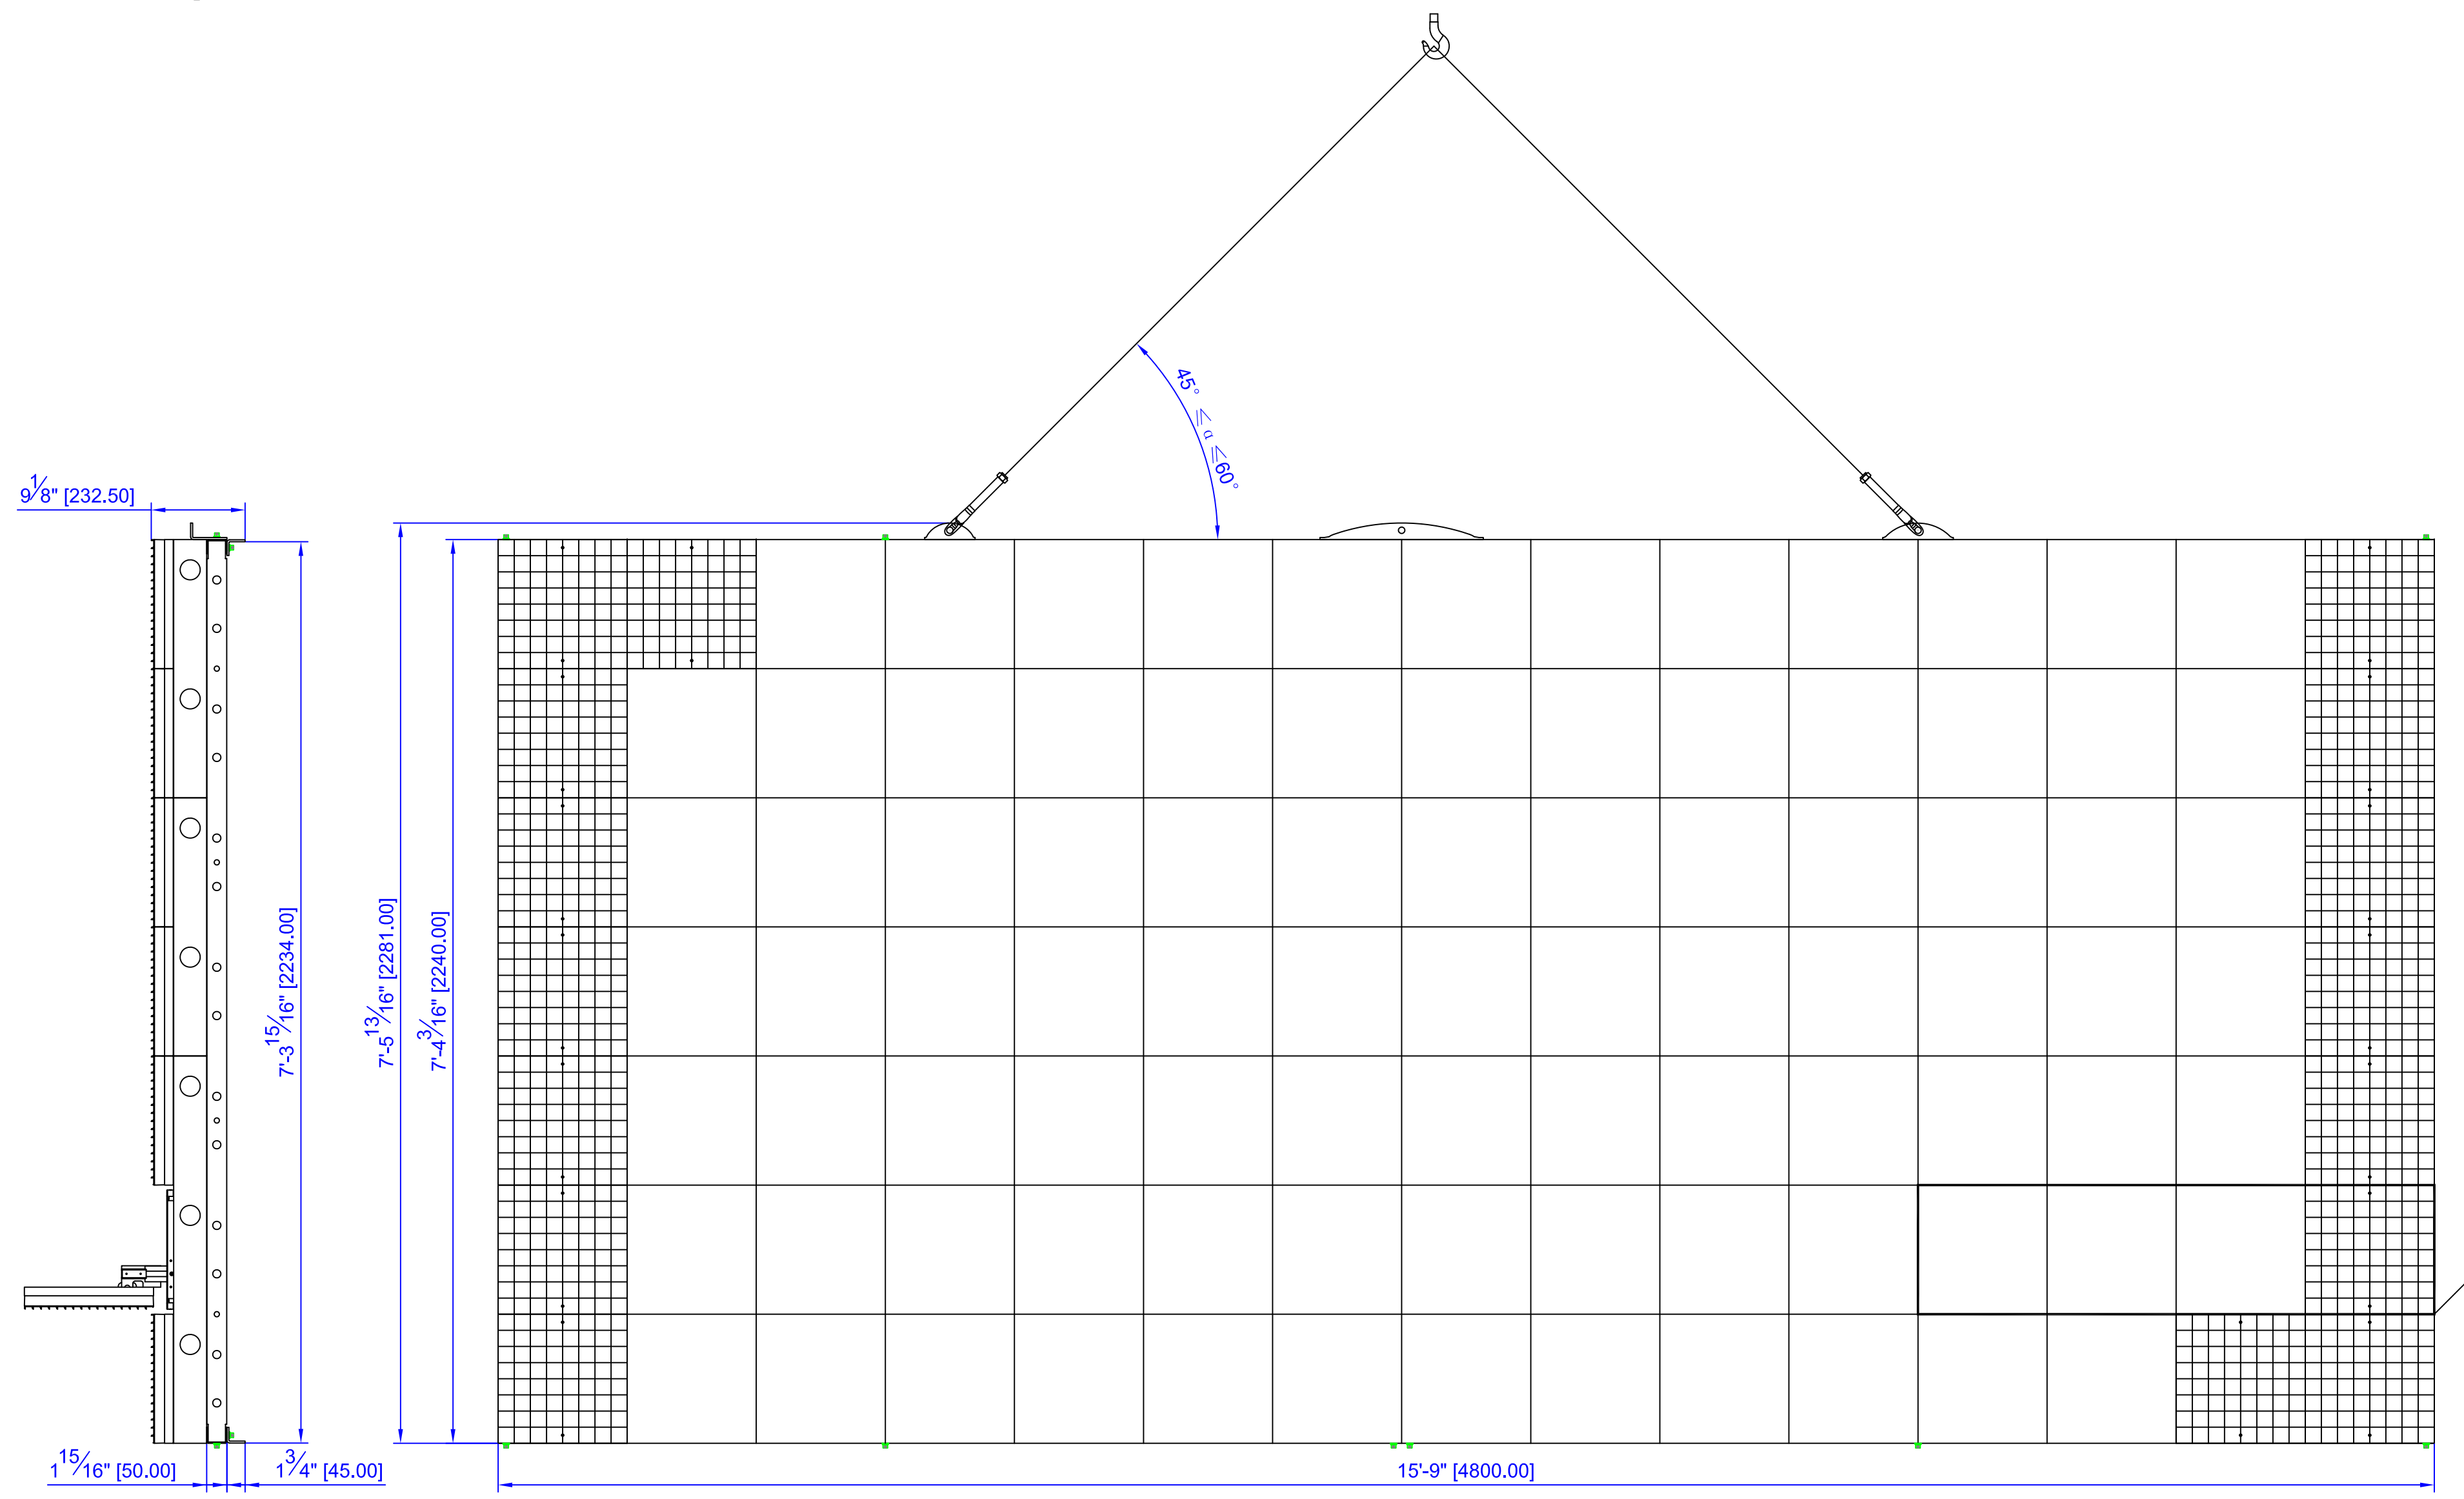 45° ≤ a ≤60°
9 1/8" [232.50]
7'-3 15/16" [2234.00]
7'-5 13/16" [2281.00]
7'-4 3/16" [2240.00]
1 15/16" [50.00]
1 3/4" [45.00]
15'-9" [4800.00]